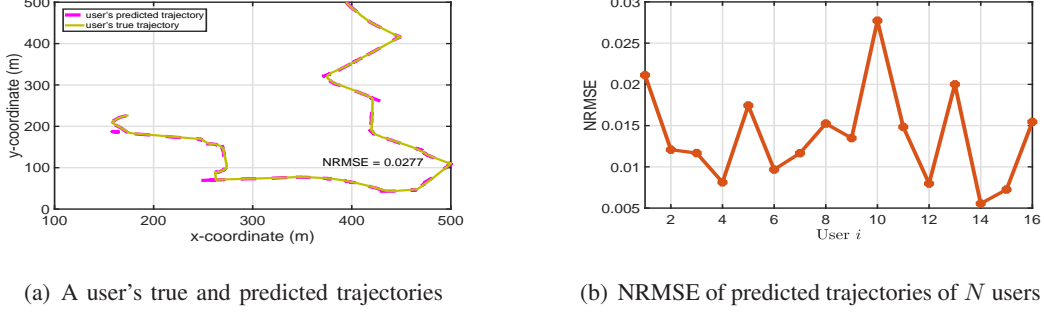 user's predicted trajectory
user's true trajectory
500
400
300
200
100
0
y-coordinate (m)
NRMSE = 0.0277
100 200 300 400 500
x-coordinate (m)
(a) A user's true and predicted trajectories
0.03
0.025
0.02
0.015
0.01
0.005
NRMSE
2 4 6 8 10 12 14 16
User i
(b) NRMSE of predicted trajectories of N users